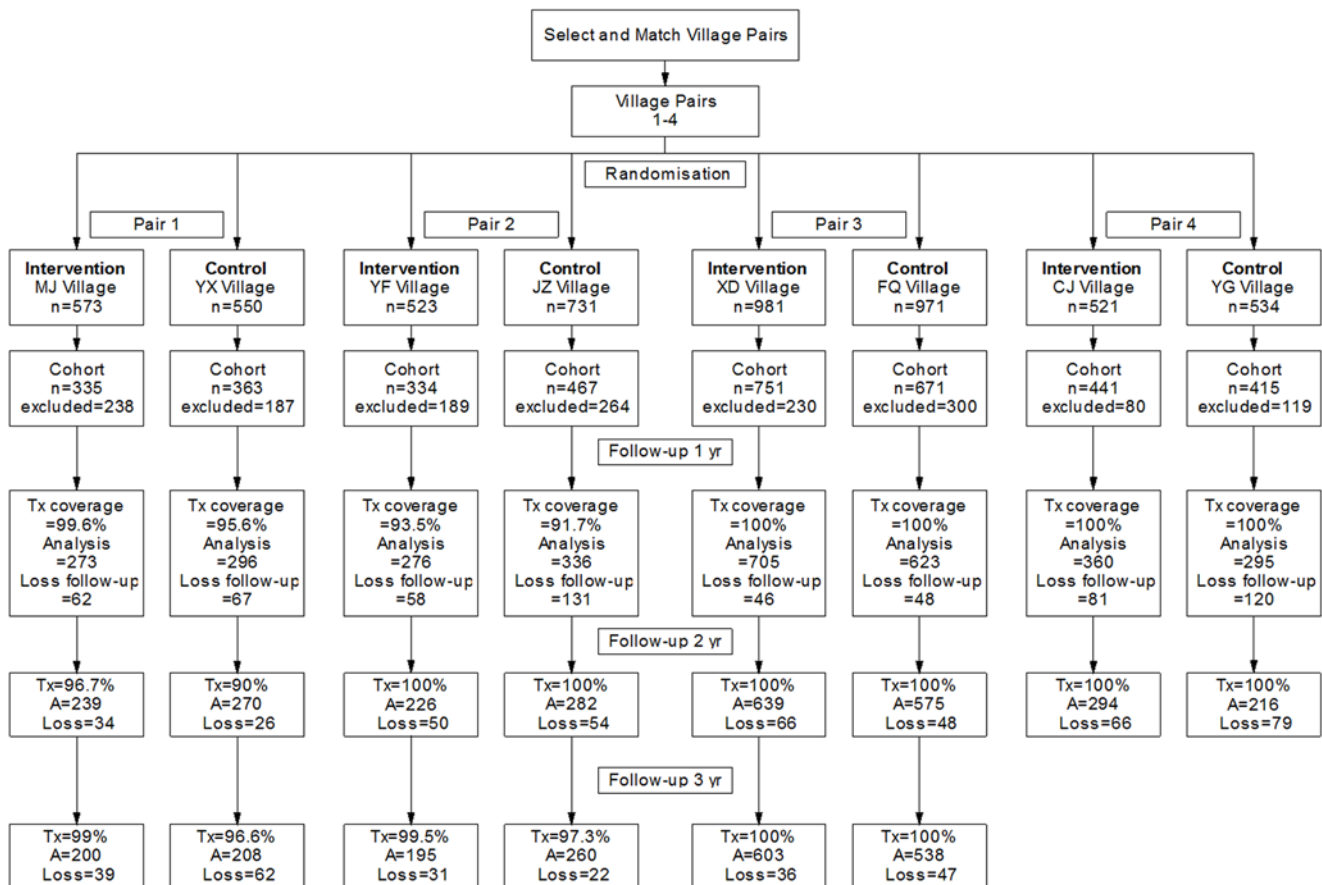 Select and Match Village Pairs
Village Pairs
1-4
Randomisation
Pair 1
Pair 2
Pair 3
Pair 4
Intervention
MJ Village
n=573
Control
YX Village
n=550
Intervention
YF Village
n=523
Control
JZ Village
n=731
Intervention
XD Village
n=981
Control
FQ Village
n=971
Intervention
CJ Village
n=521
Control
YG Village
n=534
Cohort
n=335
excluded=238
Cohort
n=363
excluded=187
Cohort
n=334
excluded=189
Cohort
n=467
excluded=264
Cohort
n=751
excluded=230
Cohort
n=671
excluded=300
Cohort
n=441
excluded=80
Cohort
n=415
excluded=119
Follow-up 1 yr
Tx coverage
=99.6%
Analysis
=273
Loss follow-up
=62
Tx coverage
=95.6%
Analysis
=296
Loss follow-up
=67
Tx coverage
=93.5%
Analysis
=276
Loss follow-up
=58
Tx coverage
=91.7%
Analysis
=336
Loss follow-up
=131
Tx coverage
=100%
Analysis
=705
Loss follow-up
=46
Tx coverage
=100%
Analysis
=623
Loss follow-up
=48
Tx coverage
=100%
Analysis
=360
Loss follow-up
=81
Tx coverage
=100%
Analysis
=295
Loss follow-up
=120
Follow-up 2 yr
Tx=96.7%
A=239
Loss=34
Tx=90%
A=270
Loss=26
Tx=100%
A=226
Loss=50
Tx=100%
A=282
Loss=54
Tx=100%
A=639
Loss=66
Tx=100%
A=575
Loss=48
Tx=100%
A=294
Loss=66
Tx=100%
A=216
Loss=79
Follow-up 3 yr
Tx=99%
A=200
Loss=39
Tx=96.6%
A=208
Loss=62
Tx=99.5%
A=195
Loss=31
Tx=97.3%
A=260
Loss=22
Tx=100%
A=603
Loss=36
Tx=100%
A=538
Loss=47